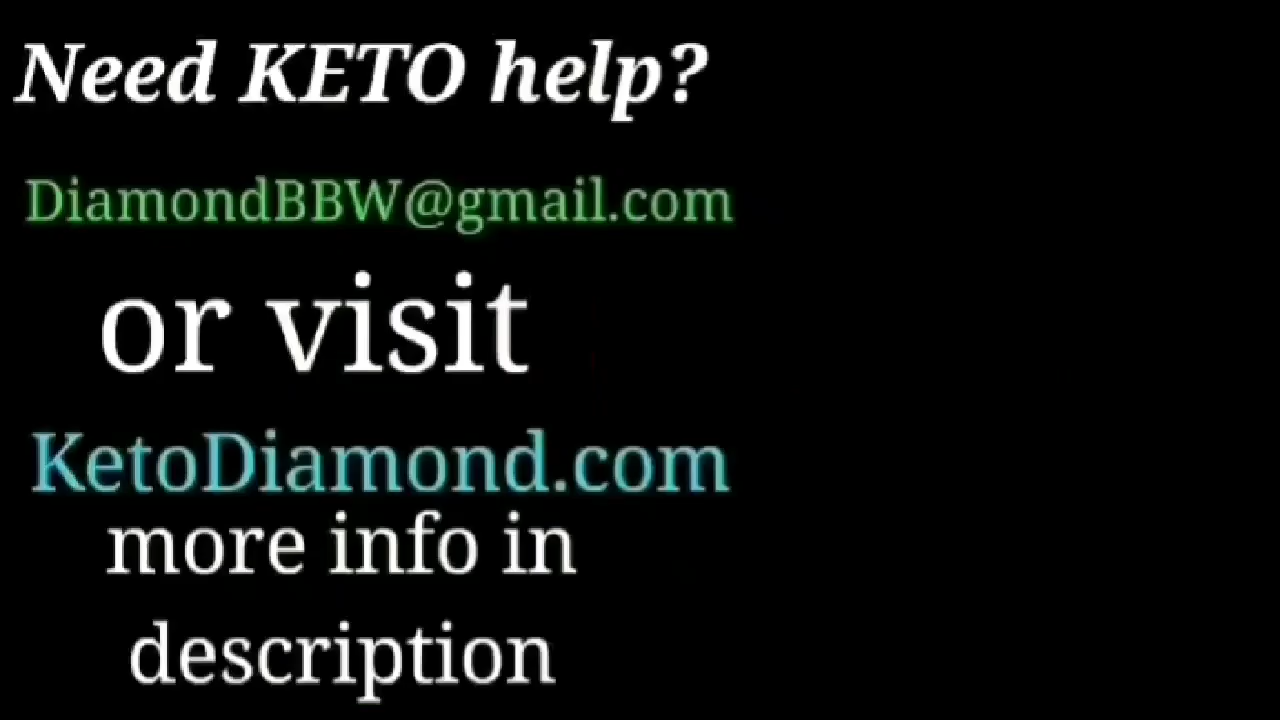 Need KETO help?
DiamondBBW@gmail.com
or visit
KetoDiamond.com
more info in
description